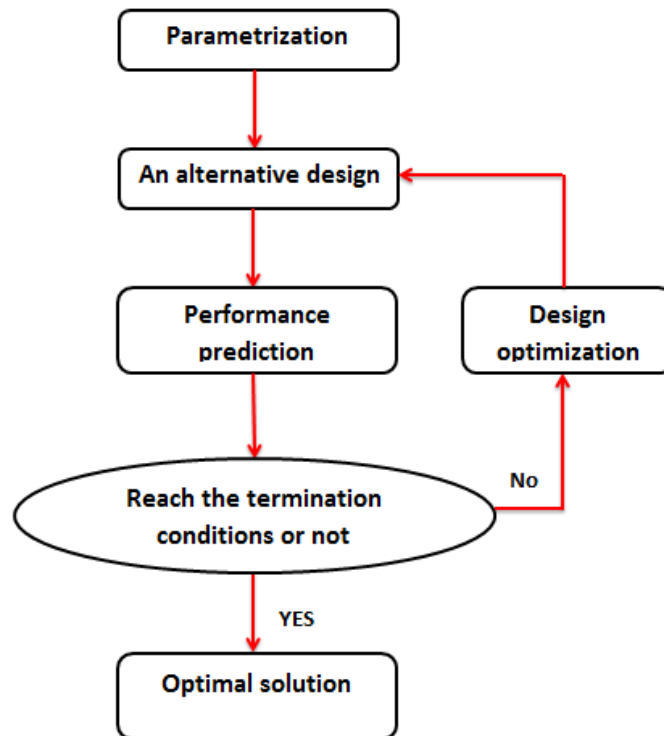 Parametrization
An alternative design
Performance
prediction
Design
optimization
Reach the termination
conditions or not
No
YES
Optimal solution